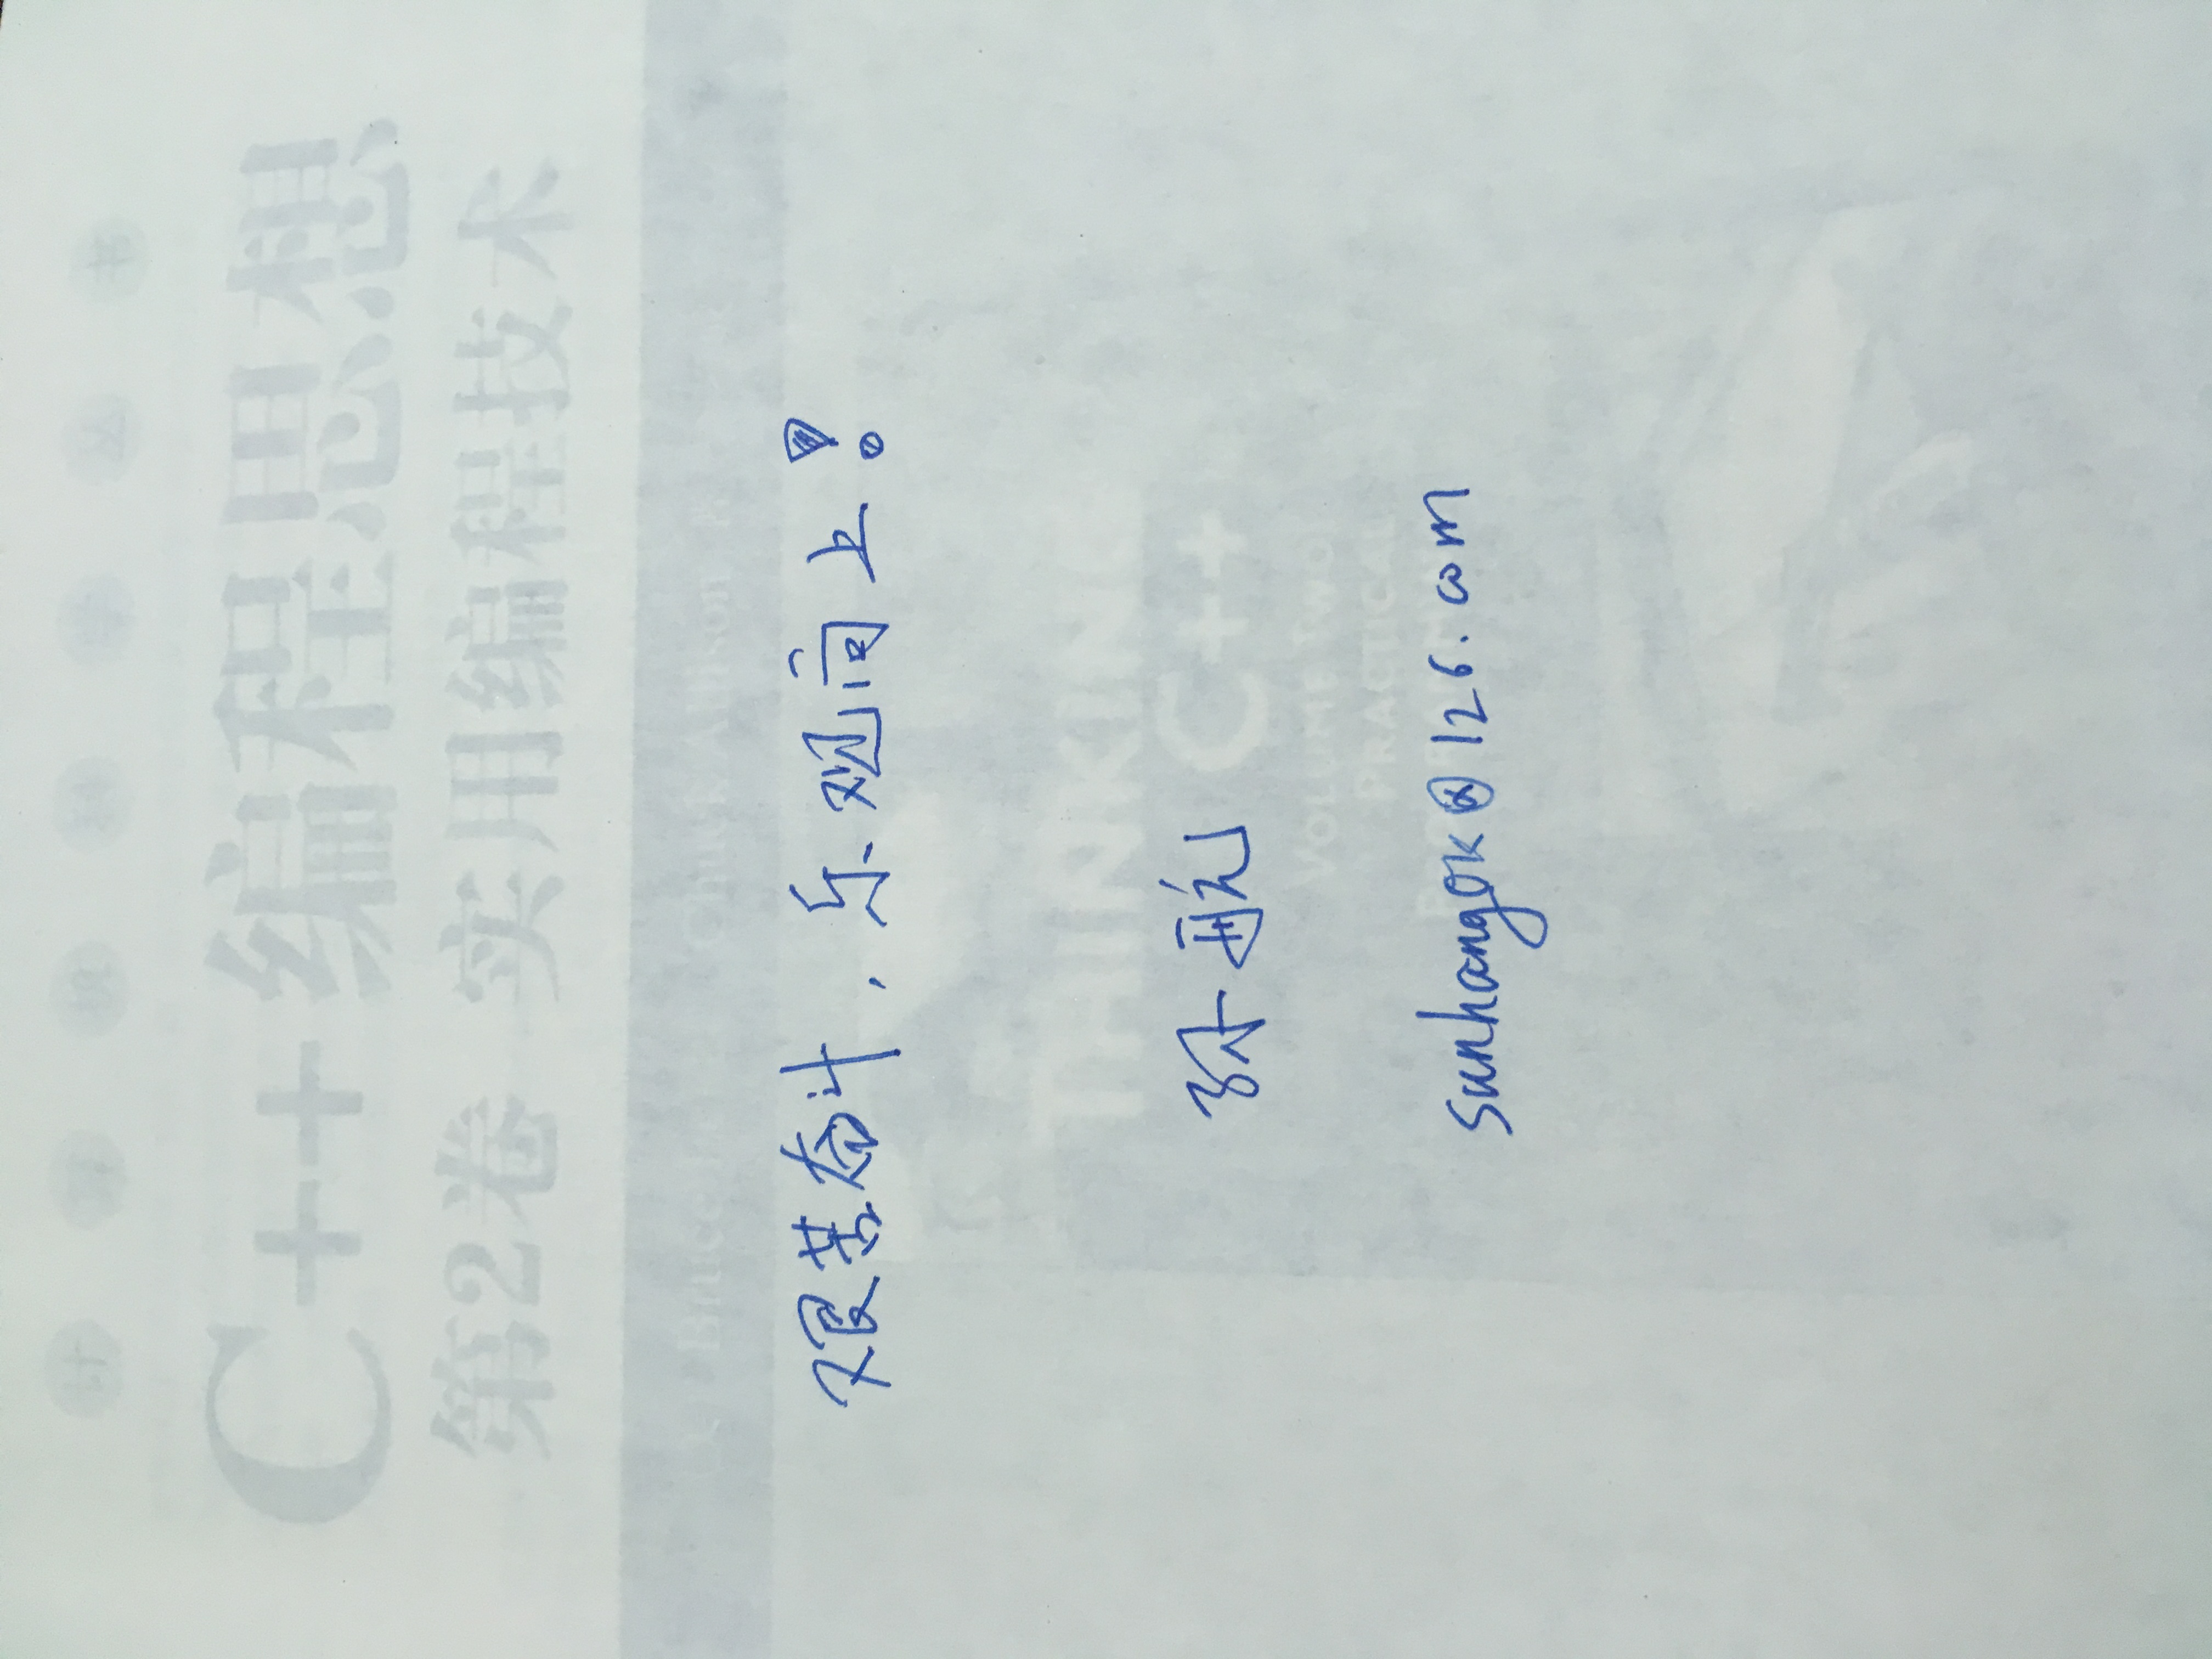 计算机科学丛书
C++编程思想
第2卷 实用编程技术
Bruce Eckel Chuck Allison
艰苦奋斗，乐观向上！
THINKING
孙航 C++
VOLUME TWO:
PRACTICAL
PROGRAMMING
sunhangok@126.com